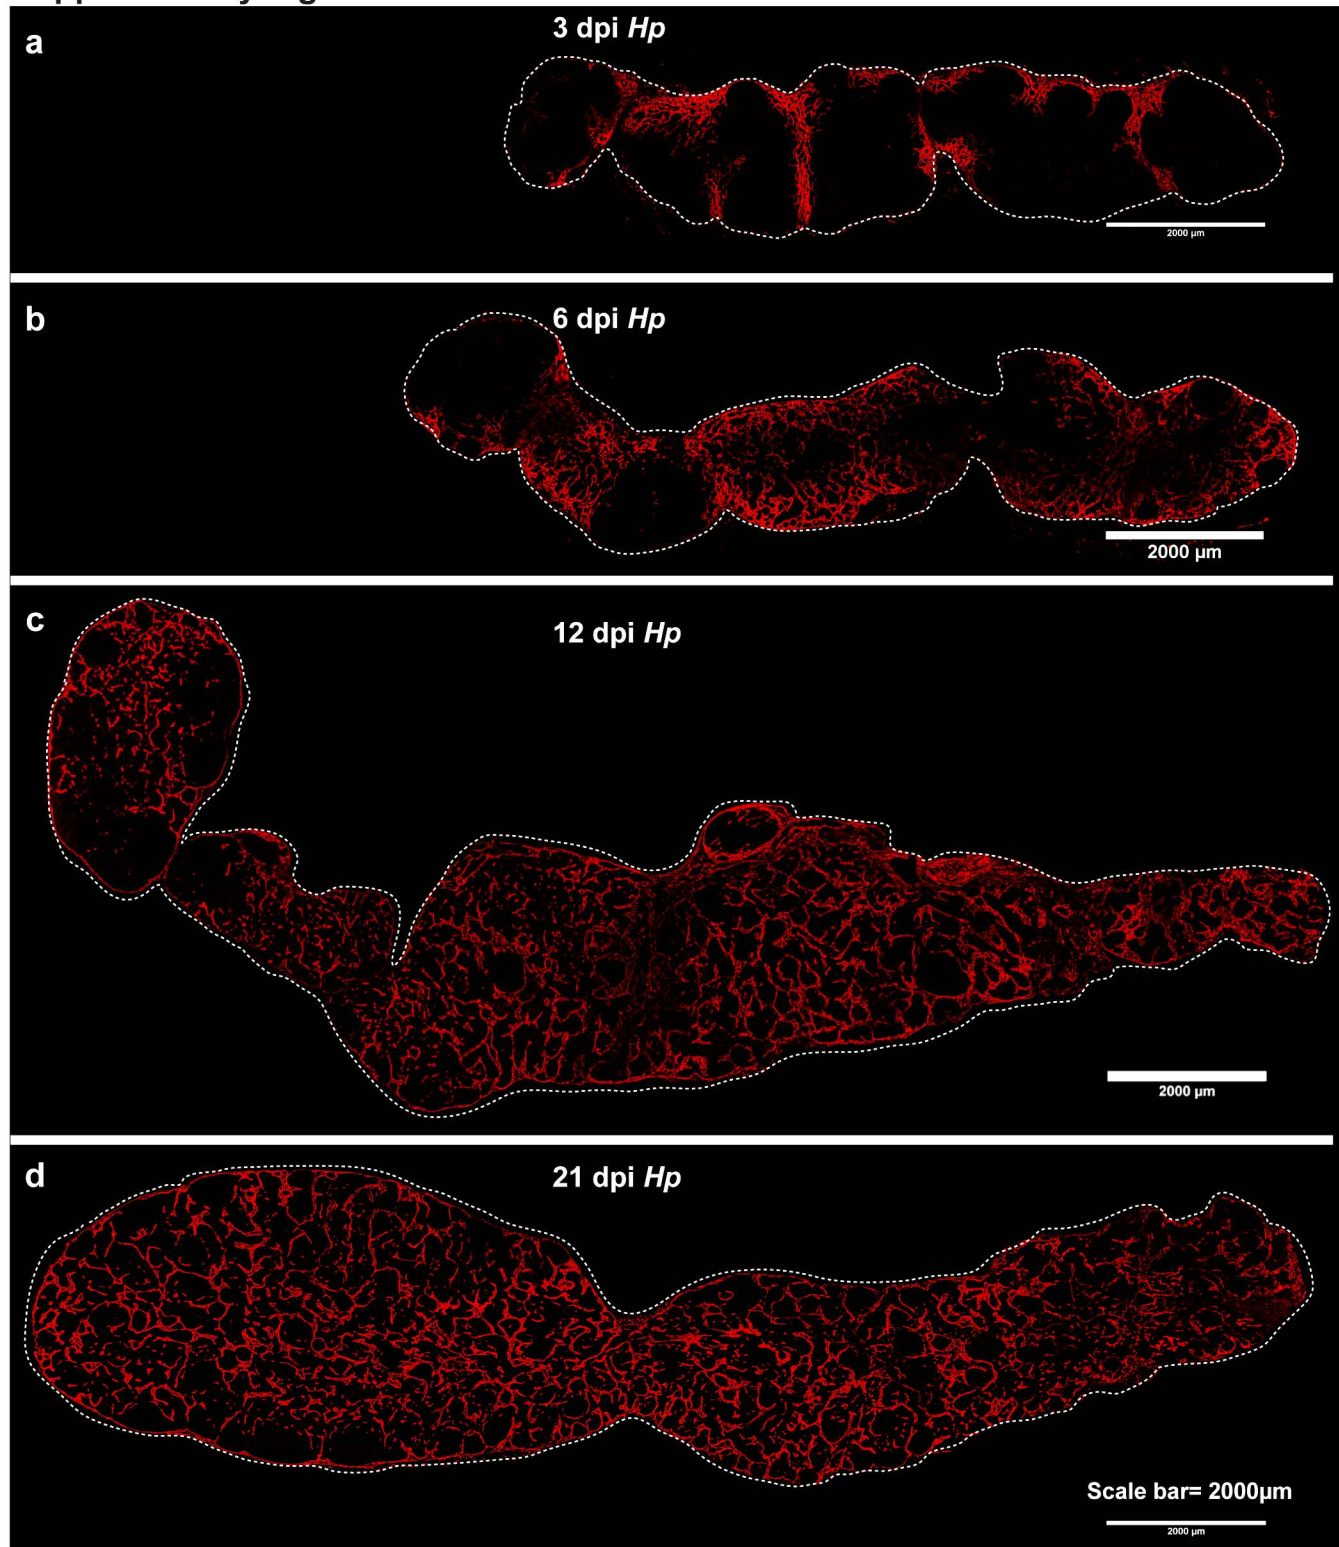 a
3 dpi Hp
2000 µm
b
6 dpi Hp
2000 µm
c
12 dpi Hp
2000 µm
d
21 dpi Hp
Scale bar= 2000µm
2000 µm